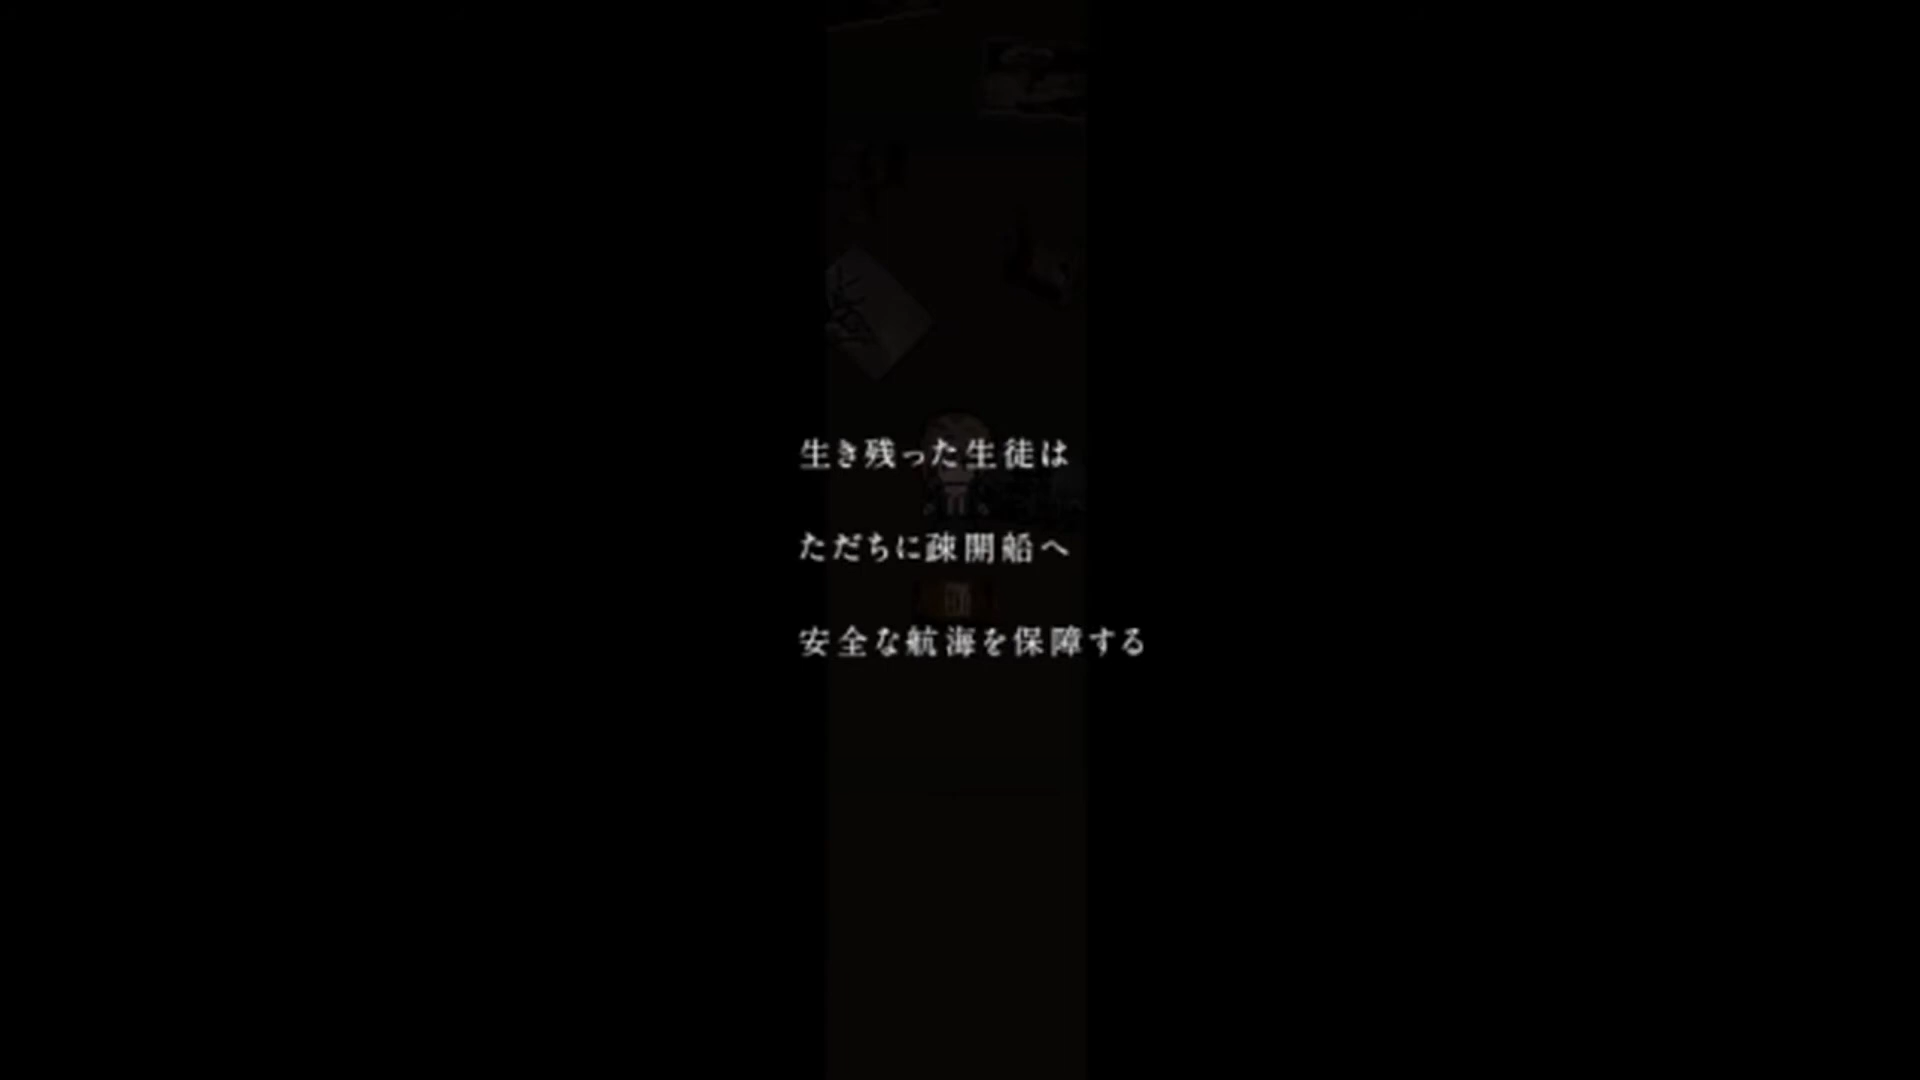 生き残った生徒は
ただちに疎開船へ
安全な航海を保障する